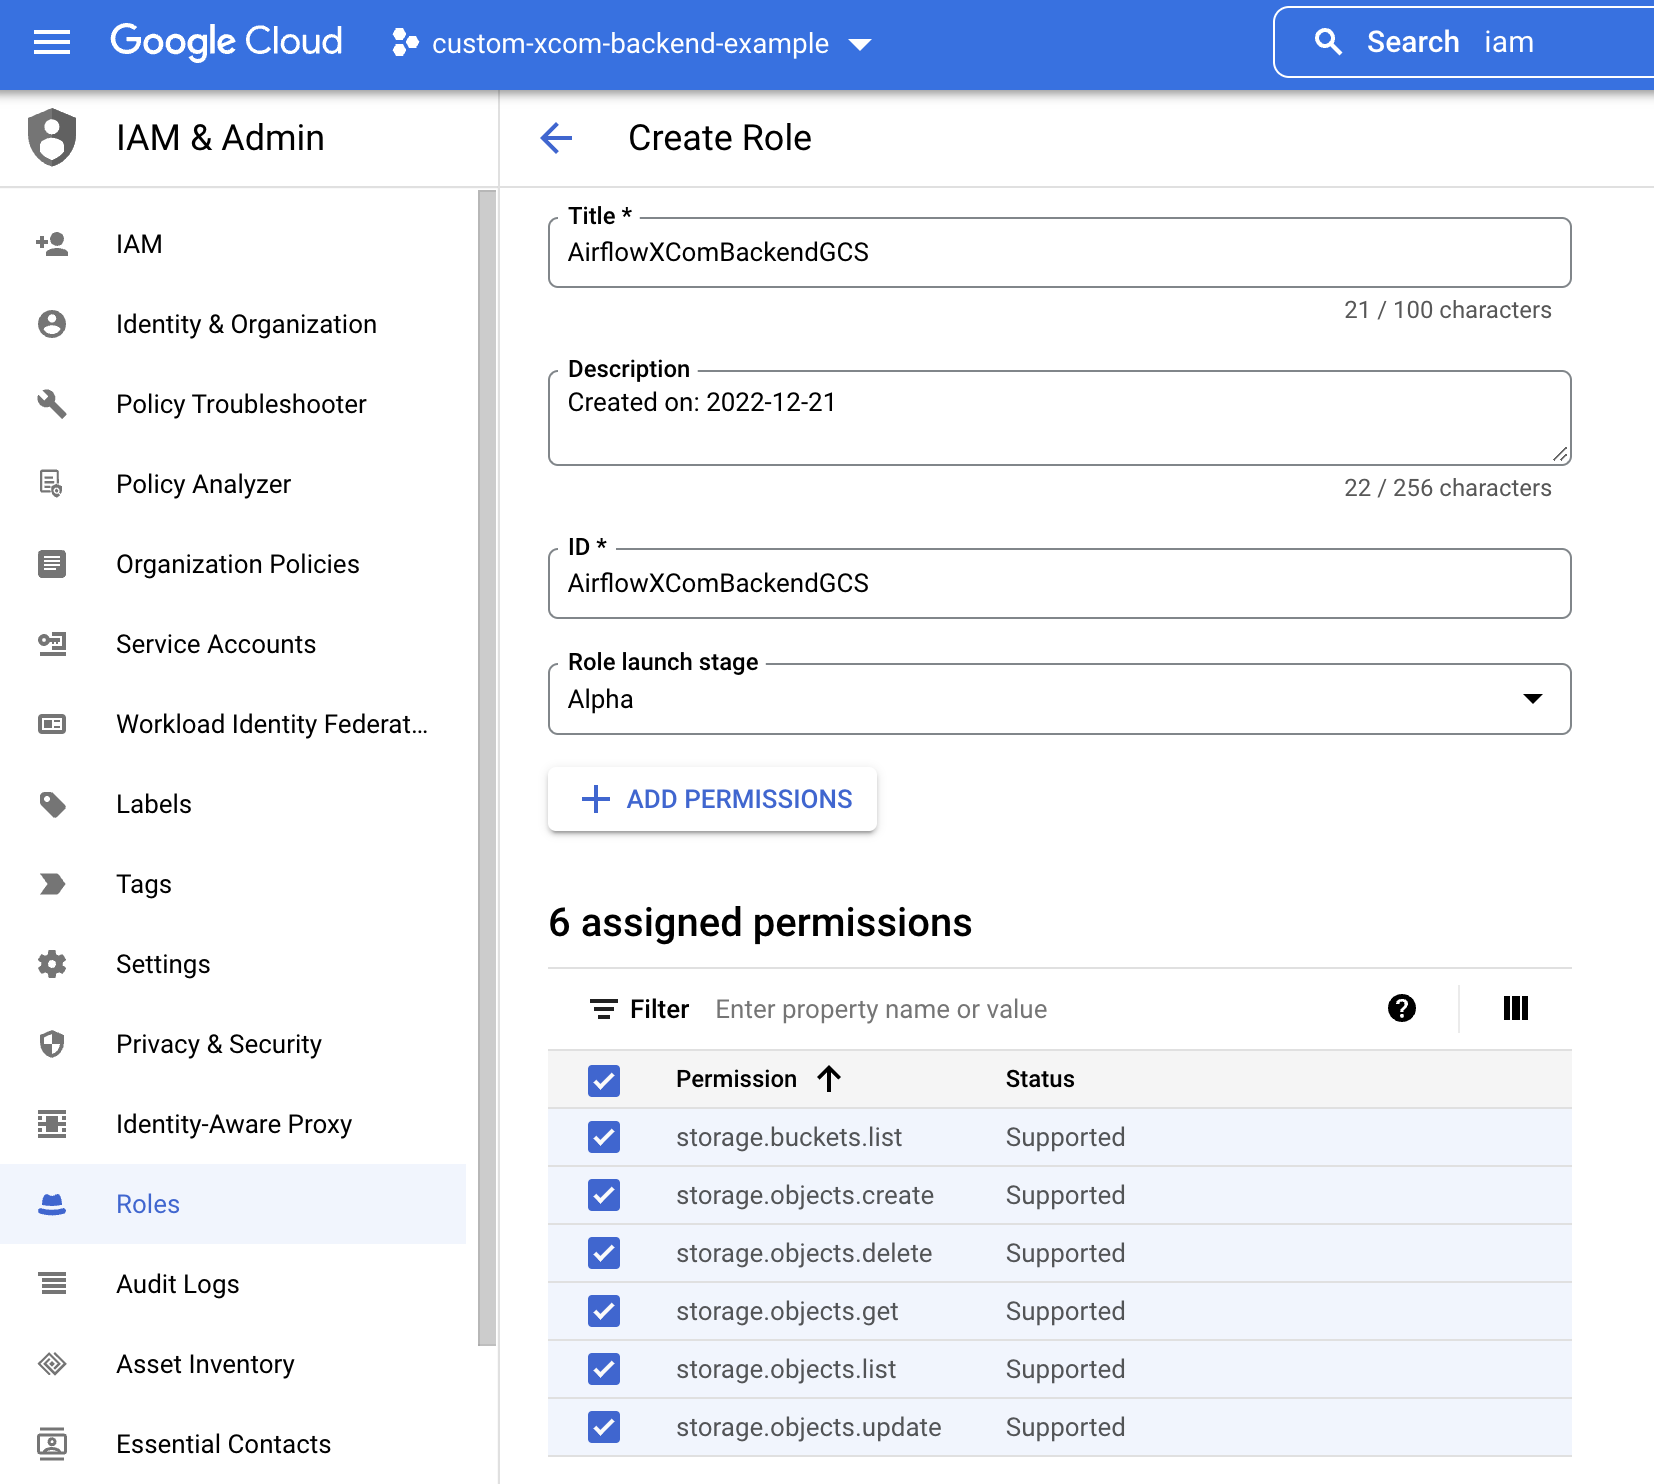 Google Cloud
custom-xcom-backend-example
Search iam
IAM & Admin
IAM
Identity & Organization
Policy Troubleshooter
Policy Analyzer
Organization Policies
Service Accounts
Workload Identity Federat...
Labels
Tags
Settings
Privacy & Security
Identity-Aware Proxy
Roles
Audit Logs
Asset Inventory
Essential Contacts
Create Role
Title *
AirflowXComBackendGCS
21 / 100 characters
Description
Created on: 2022-12-21
22 / 256 characters
ID *
AirflowXComBackendGCS
Role launch stage
Alpha
ADD PERMISSIONS
6 assigned permissions
Filter Enter property name or value
Permission Status
storage.buckets.list Supported
storage.objects.create Supported
storage.objects.delete Supported
storage.objects.get Supported
storage.objects.list Supported
storage.objects.update Supported